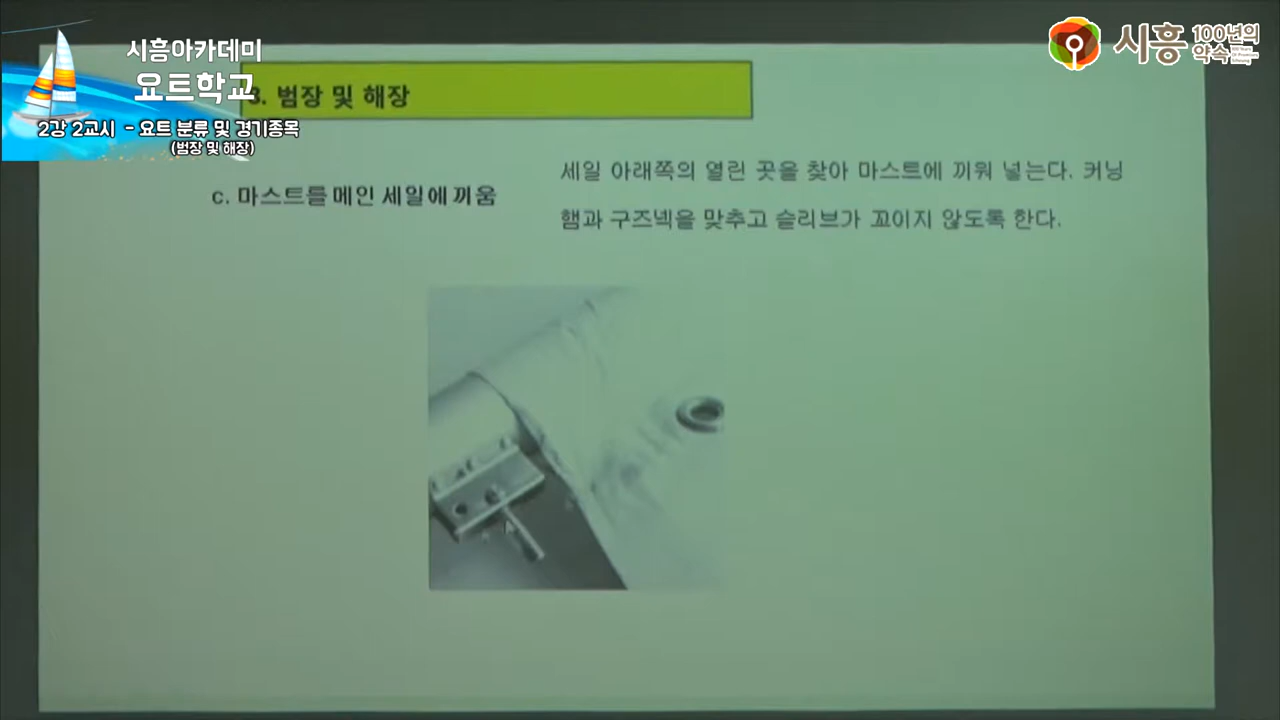 시흥아카데미
요트학교
2강 2교시 - 요트 분류 및 경기종목
(범장 및 해장)
시흥 100년의
약속
3. 범장 및 해장
c. 마스트를 메인 세일에 끼움
세일 아래쪽의 열린 곳을 찾아 마스트에 끼워 넣는다. 커닝
햄과 구즈넥을 맞추고 슬리브가 꼬이지 않도록 한다.